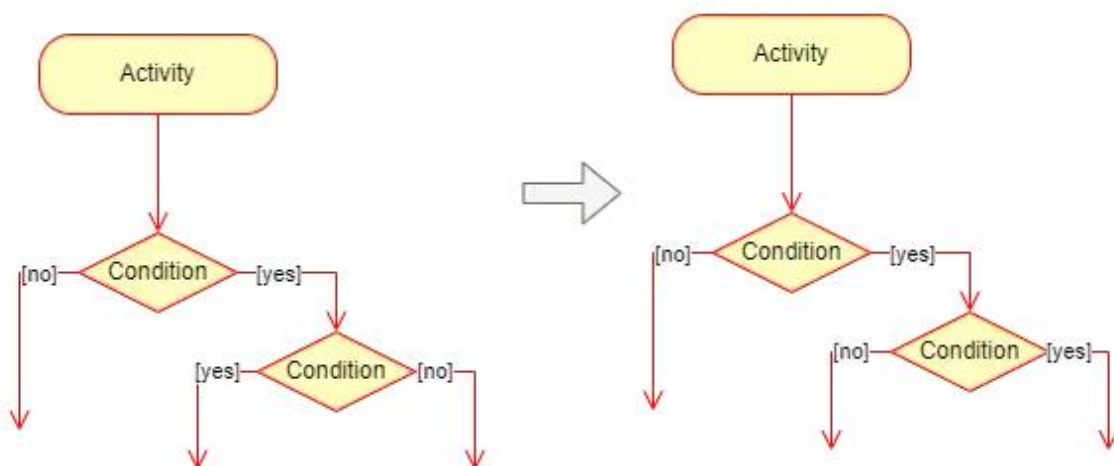 Activity
[no]
Condition
[yes]
[yes]
Condition
[no]
Activity
[no]
Condition
[yes]
[no]
Condition
[yes]